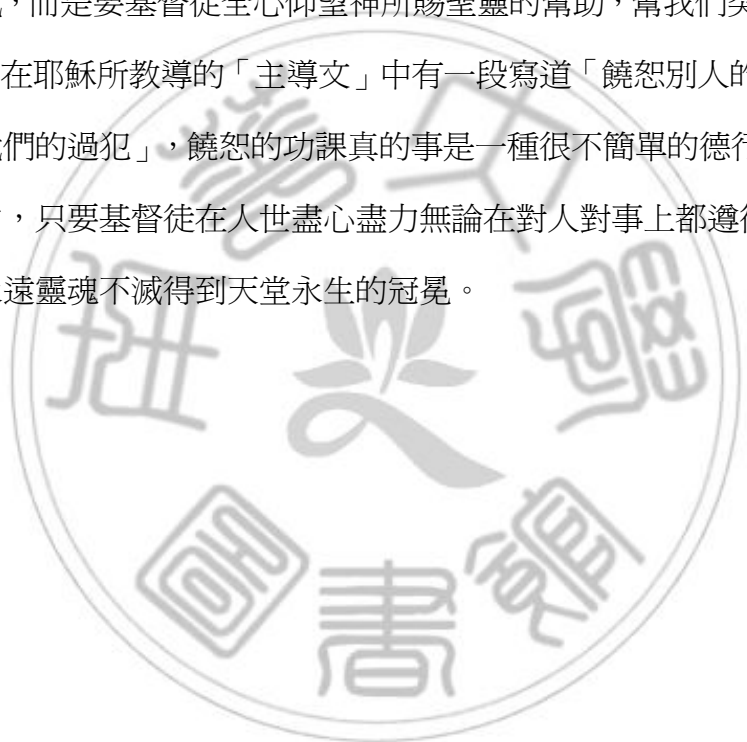 ,而是要基督徒全心仰望神所賜聖靈的幫助,幫我們
在耶穌所教導的「主導文」中有一段寫道「饒恕別人的
們的過犯」,饒恕的功課真的事是一種很不簡單的德行
,只要基督徒在人世盡心盡力無論在對人對事上都遵
遠靈魂不滅得到天堂永生的冠冕。
書